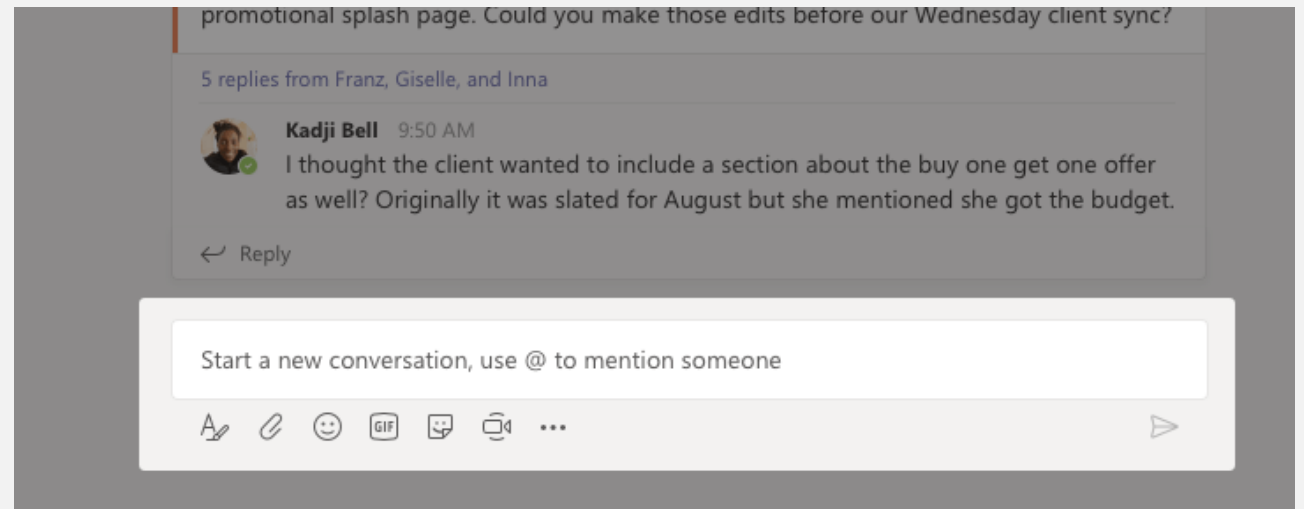 promotional splash page. Could you make those edits before our Wednesday client sync?
5 replies from Franz, Giselle, and Inna
Kadji Bell 9:50 AM
I thought the client wanted to include a section about the buy one get one offer
as well? Originally it was slated for August but she mentioned she got the budget.
Reply
Start a new conversation, use @ to mention someone
GIF